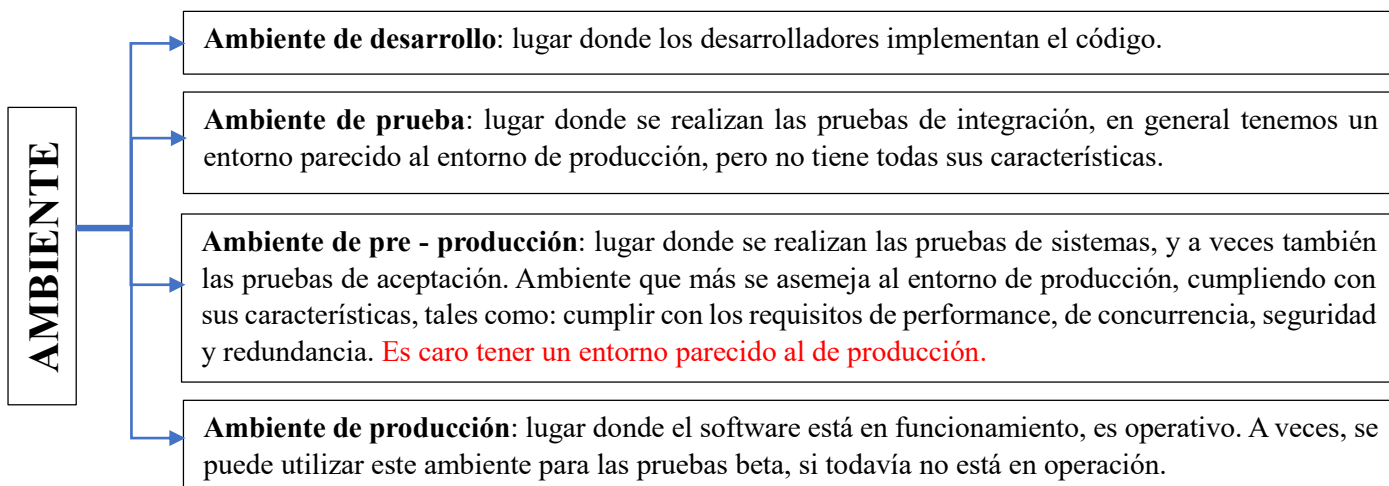 AMBIENTE
Ambiente de desarrollo: lugar donde los desarrolladores implementan el código.
Ambiente de prueba: lugar donde se realizan las pruebas de integración, en general tenemos un
entorno parecido al entorno de producción, pero no tiene todas sus características.
Ambiente de pre - producción: lugar donde se realizan las pruebas de sistemas, y a veces también
las pruebas de aceptación. Ambiente que más se asemeja al entorno de producción, cumpliendo con
sus características, tales como: cumplir con los requisitos de performance, de concurrencia, seguridad
y redundancia. Es caro tener un entorno parecido al de producción.
Ambiente de producción: lugar donde el software está en funcionamiento, es operativo. A veces, se
puede utilizar este ambiente para las pruebas beta, si todavía no está en operación.